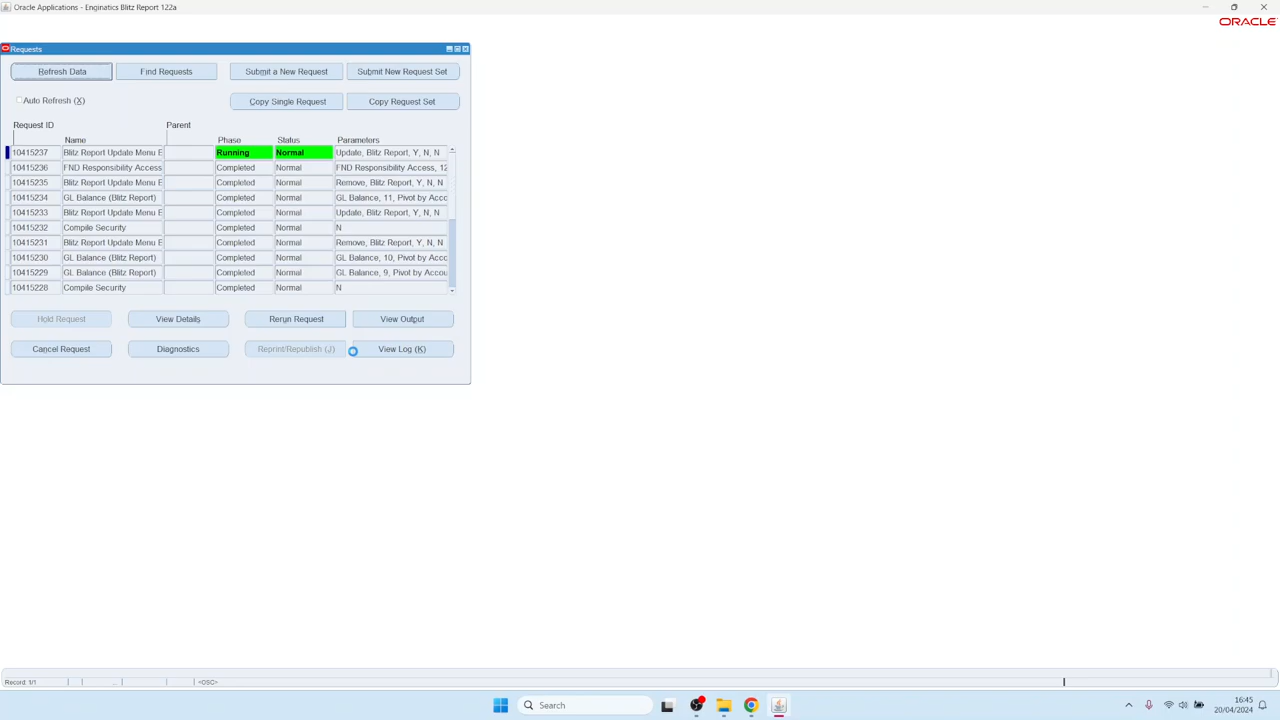 Oracle Applications - Enginatics Blitz Report 122a
ORACLE
Requests
Refresh Data Find Requests Submit a New Request Submit New Request Set
Auto Refresh (X) Copy Single Request Copy Request Set
Request ID Parent
Name Phase Status Parameters
10415237 Blitz Report Update Menu E Running Normal Update, Blitz Report, Y, N, N
10415236 FND Responsibility Access Completed Normal FND Responsibility Access, 12
10415235 Blitz Report Update Menu E Completed Normal Remove, Blitz Report, Y, N, N
10415234 GL Balance (Blitz Report) Completed Normal GL Balance, 11, Pivot by Acco
10415233 Blitz Report Update Menu E Completed Normal Update, Blitz Report, Y, N, N
10415232 Compile Security Completed Normal N
10415231 Blitz Report Update Menu E Completed Normal Remove, Blitz Report, Y, N, N
10415230 GL Balance (Blitz Report) Completed Normal GL Balance, 10, Pivot by Acco
10415229 GL Balance (Blitz Report) Completed Normal GL Balance, 9, Pivot by Accou
10415228 Compile Security Completed Normal N
Hold Request View Details Rerun Request View Output
Cancel Request Diagnostics Reprint/Republish (J) View Log (K)
Record: 1/1 ... <OSC>
Search
16:45
20/04/2024